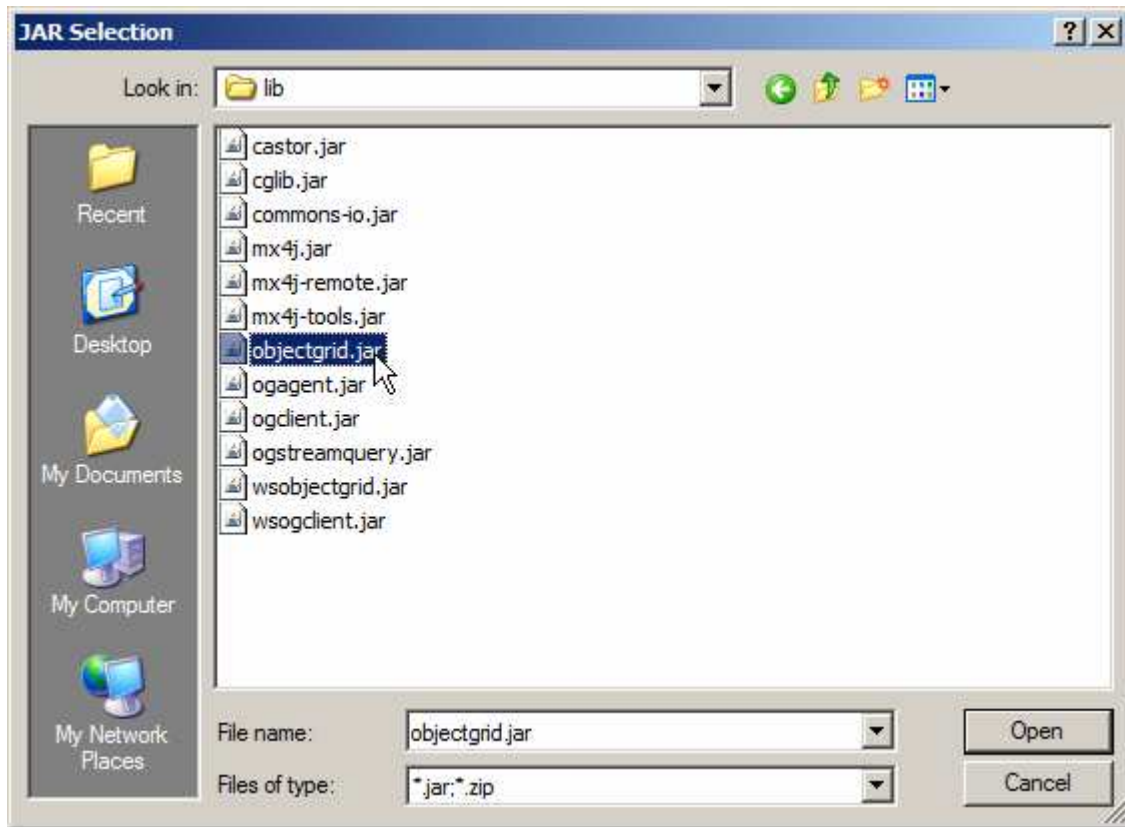 JAR Selection
Look in:
lib
Recent
Desktop
My Documents
My Computer
My Network
Places
castor.jar
cglib.jar
commons-io.jar
mx4j.jar
mx4j-remote.jar
mx4j-tools.jar
objectgrid.jar
ogagent.jar
ogclient.jar
ogstreamquery.jar
wsobjectgrid.jar
wsogclient.jar
File name:
objectgrid.jar
Open
Files of type:
*.jar;*.zip
Cancel